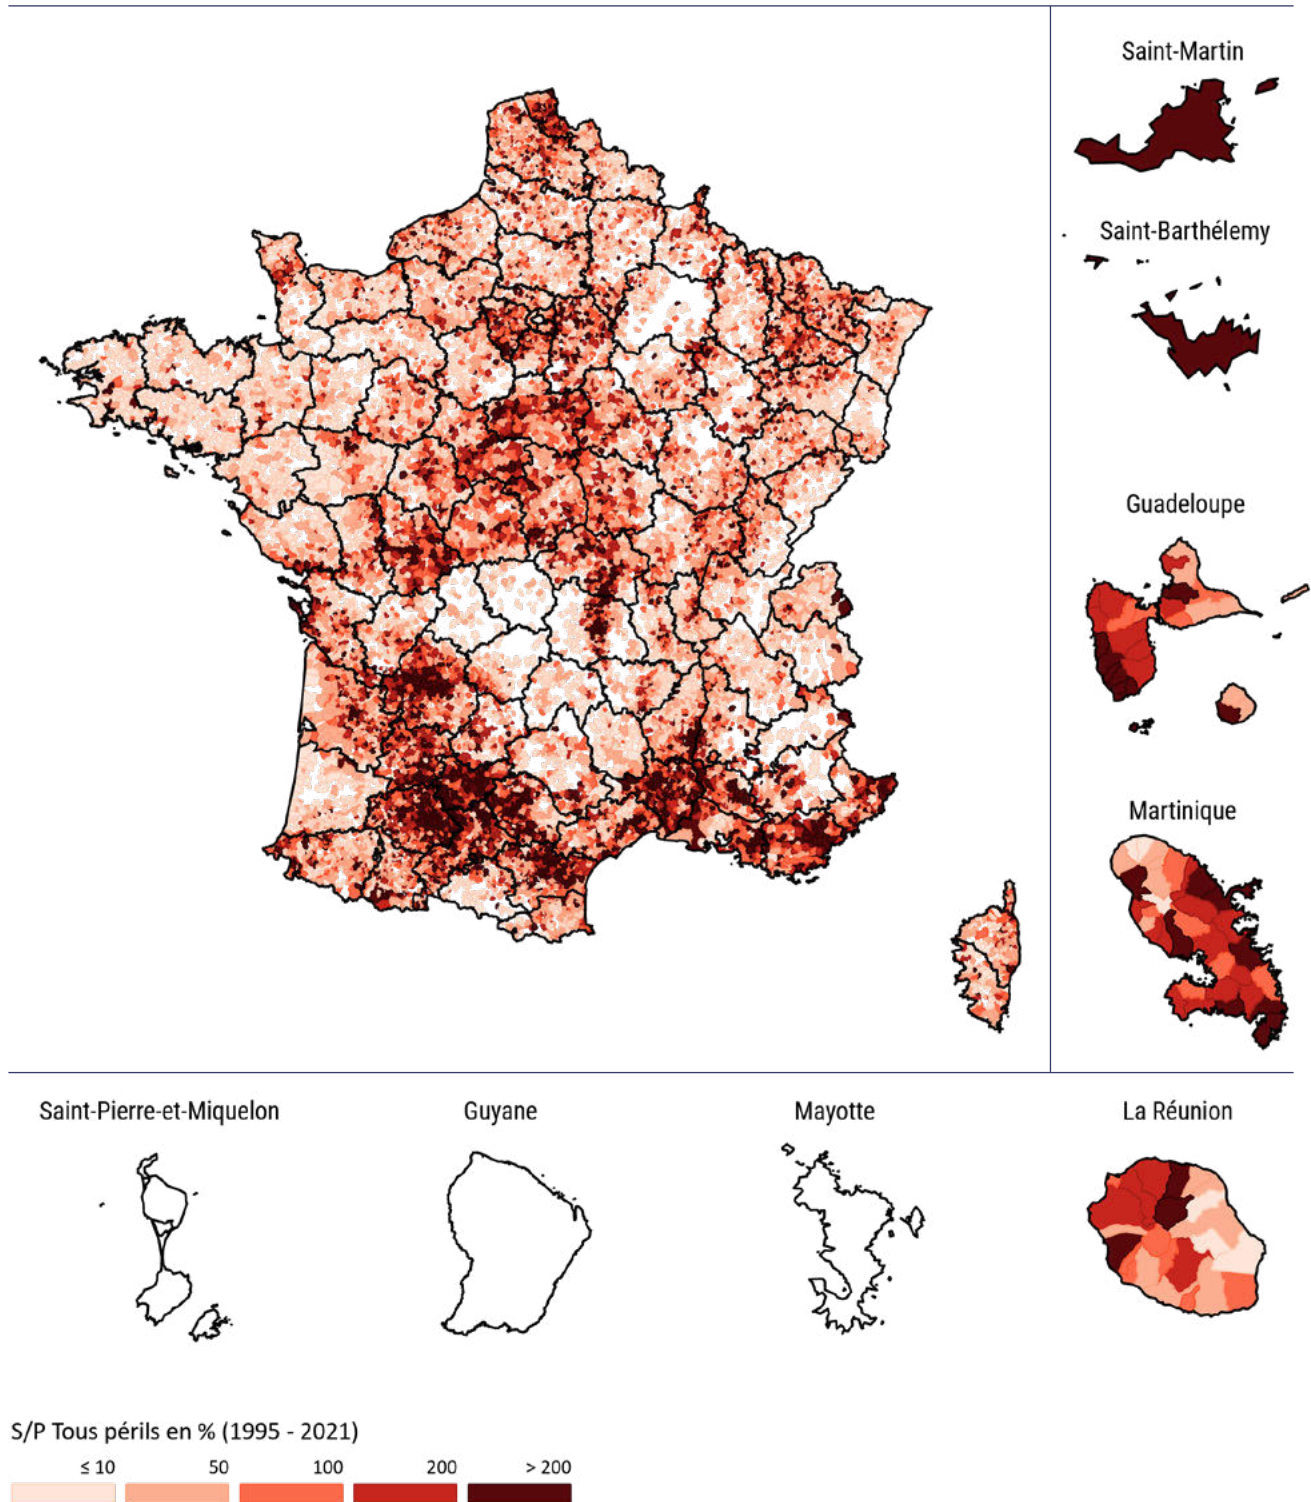 Saint-Martin
Saint-Barthélemy
Guadeloupe
Martinique
Saint-Pierre-et-Miquelon
Guyane
Mayotte
La Réunion
S/P Tous périls en % (1995 - 2021)
≤ 10 50 100 200 > 200